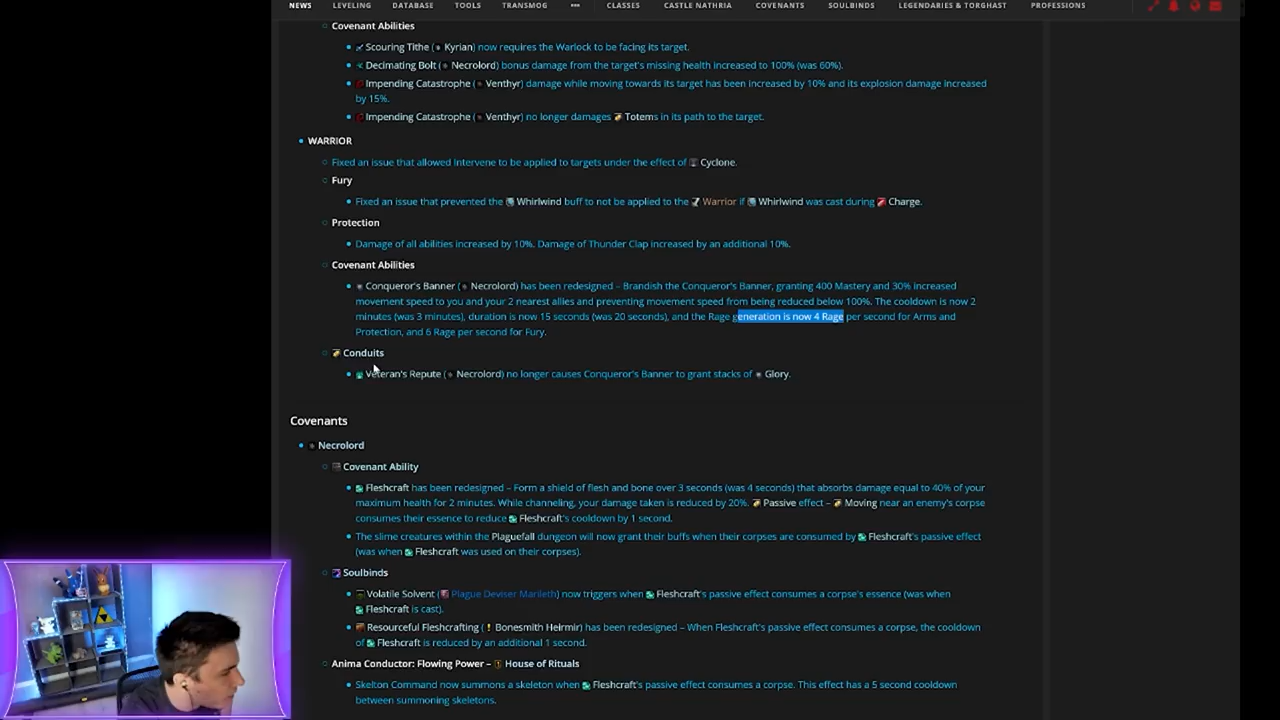 NEWS LEVELING DATABASE TOOLS TRANSMOG ••• CLASSES CASTLE NATHRIA COVENANTS SOULBINDS LEGENDARIES & TORGHAST PROFESSIONS
Covenant Abilities
Scouring Tithe (Kyrian) now requires the Warlock to be facing its target.
Decimating Bolt (Necrolord) bonus damage from the target's missing health increased to 100% (was 60%).
Impending Catastrophe (Venthyr) damage while moving towards its target has been increased by 10% and its explosion damage increased
by 15%.
Impending Catastrophe (Venthyr) no longer damages Totems in its path to the target.
WARRIOR
Fixed an issue that allowed Intervene to be applied to targets under the effect of Cyclone.
Fury
Fixed an issue that prevented the Whirlwind buff to not be applied to the Warrior if Whirlwind was cast during Charge.
Protection
Damage of all abilities increased by 10%. Damage of Thunder Clap increased by an additional 10%.
Covenant Abilities
Conqueror's Banner (Necrolord) has been redesigned – Brandish the Conqueror's Banner, granting 400 Mastery and 30% increased
movement speed to you and your 2 nearest allies and preventing movement speed from being reduced below 100%. The cooldown is now 2
minutes (was 3 minutes), duration is now 15 seconds (was 20 seconds), and the Rage generation is now 4 Rage per second for Arms and
Protection, and 6 Rage per second for Fury.
Conduits
Veteran's Repute (Necrolord) no longer causes Conqueror's Banner to grant stacks of Glory.
Covenants
Necrolord
Covenant Ability
Fleshcraft has been redesigned – Form a shield of flesh and bone over 3 seconds (was 4 seconds) that absorbs damage equal to 40% of your
maximum health for 2 minutes. While channeling, your damage taken is reduced by 20%. Passive effect – Moving near an enemy's corpse
consumes their essence to reduce Fleshcraft's cooldown by 1 second.
The slime creatures within the Plaguefall dungeon will now grant their buffs when their corpses are consumed by Fleshcraft's passive effect
(was when Fleshcraft was used on their corpses).
Soulbinds
Volatile Solvent (Plague Deviser Marileth) now triggers when Fleshcraft's passive effect consumes a corpse's essence (was when
Fleshcraft is cast).
Resourceful Fleshcrafting (Bonesmith Heirmir) has been redesigned – When Fleshcraft's passive effect consumes a corpse, the cooldown
of Fleshcraft is reduced by an additional 1 second.
Anima Conductor: Flowing Power – House of Rituals
Skelton Command now summons a skeleton when Fleshcraft's passive effect consumes a corpse. This effect has a 5 second cooldown
between summoning skeletons.